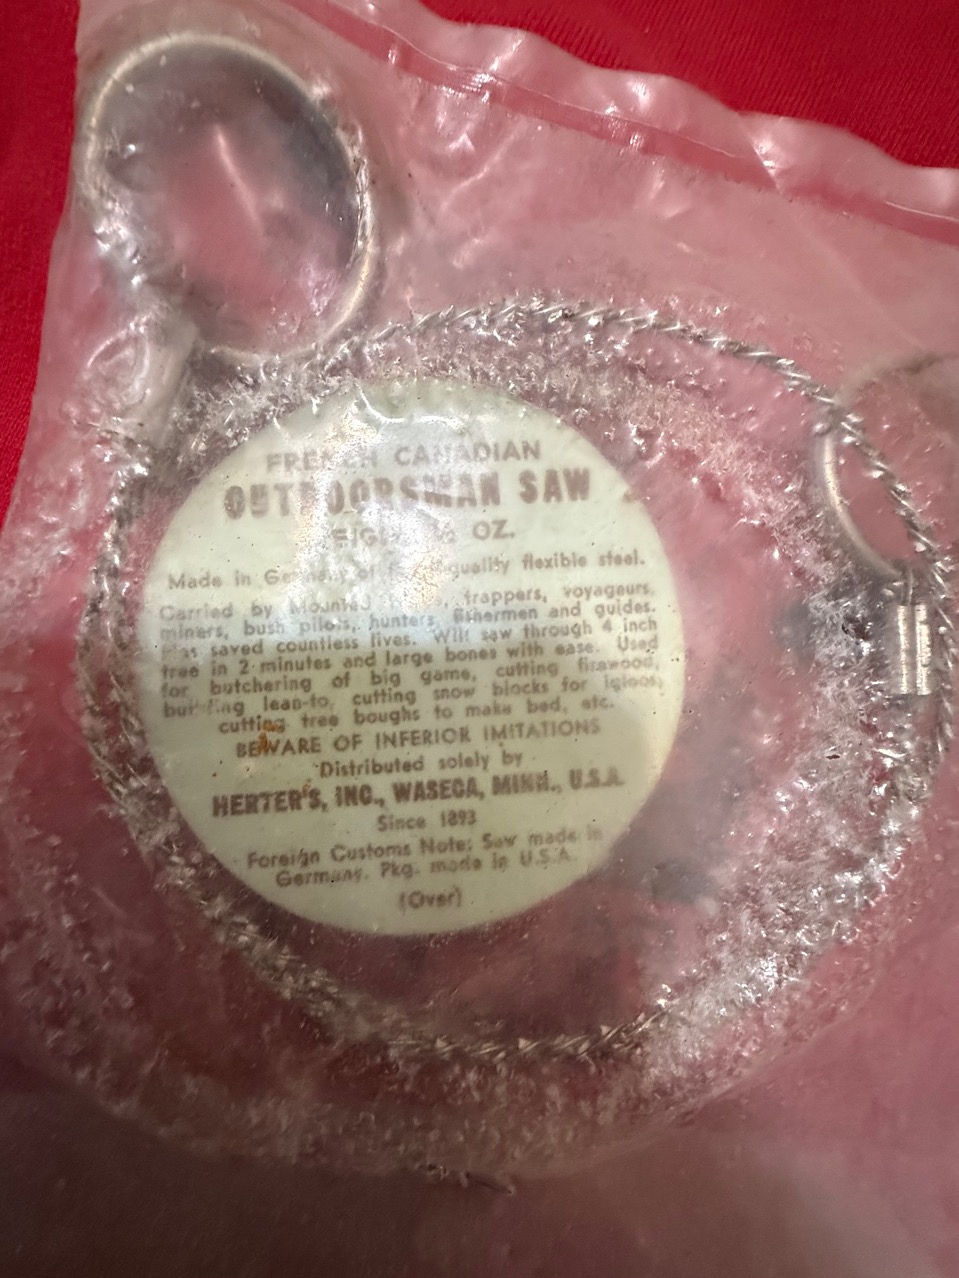 FRENCH CANADIAN
OUTDOORSMAN SAW
½ OZ.
Made in Germany of quality flexible steel.
Carried by Mounted trappers, voyageurs,
miners, bush pilots, hunters, fishermen and guides.
Has saved countless lives. Will saw through 4 inch
tree in 2 minutes and large bones with ease. Used
for butchering of big game, cutting firewood,
building lean-to, cutting snow blocks for igloos,
cutting tree boughs to make bed, etc.
BEWARE OF INFERIOR IMITATIONS
Distributed solely by
HERTER'S, INC., WASECA, MINN., U.S.A.
Since 1893
Foreign Customs Note: Saw made in
Germany. Pkg. made in U.S.A.
(Over)